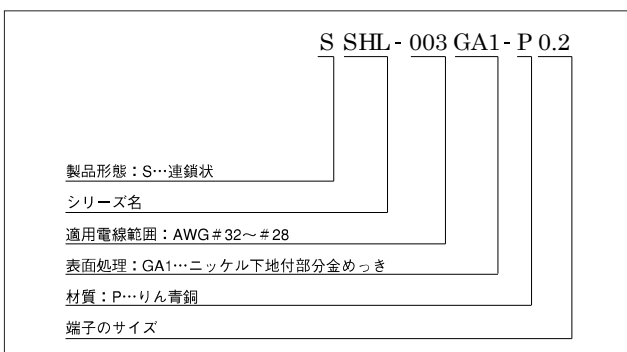 S SHL - 003 GA1 - P 0.2
製品形態：S…連鎖状
シリーズ名
適用電線範囲：AWG＃32～＃28
表面処理：GA1…ニッケル下地付部分金めっき
材質：P…りん青銅
端子のサイズ